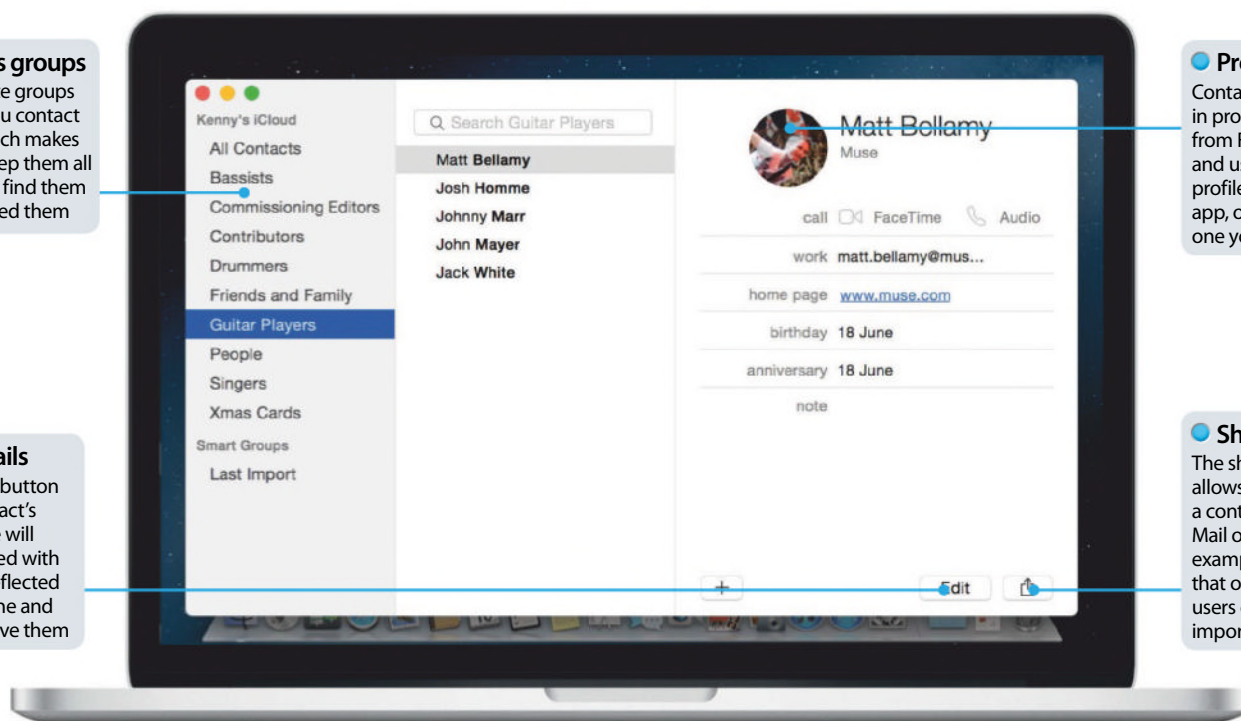 s groups
e groups
u contact
ch makes
ep them all
find them
ed them
ails
button
act's
e will
ed with
eflected
ne and
ve them
Kenny's iCloud
All Contacts
Bassists
Commissioning Editors
Contributors
Drummers
Friends and Family
Guitar Players
People
Singers
Xmas Cards
Smart Groups
Last Import
Search Guitar Players
Matt Bellamy
Josh Homme
Johnny Marr
John Mayer
Jack White
Matt Bellamy
Muse
call FaceTime Audio
work matt.bellamy@mus...
home page www.muse.com
birthday 18 June
anniversary 18 June
note
+ Edit
Pro
Conta
in pro
from F
and us
profile
app, o
one yo
Sh
The sh
allows
a cont
Mail o
examp
that o
users
impor